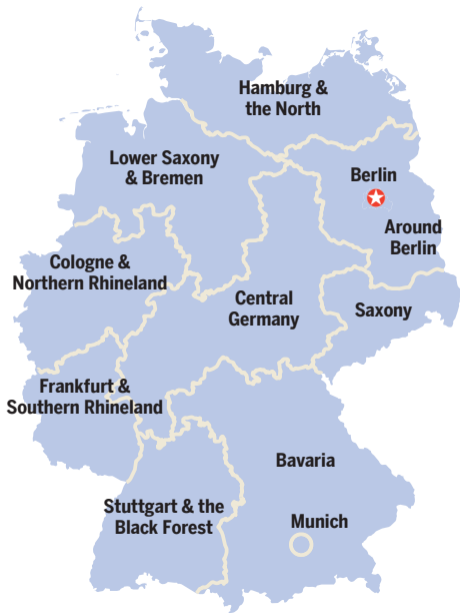 Hamburg &
the North
Lower Saxony
& Bremen
Berlin
Around
Berlin
Cologne &
Northern Rhineland
Central
Germany
Saxony
Frankfurt &
Southern Rhineland
Bavaria
Stuttgart & the
Black Forest
Munich